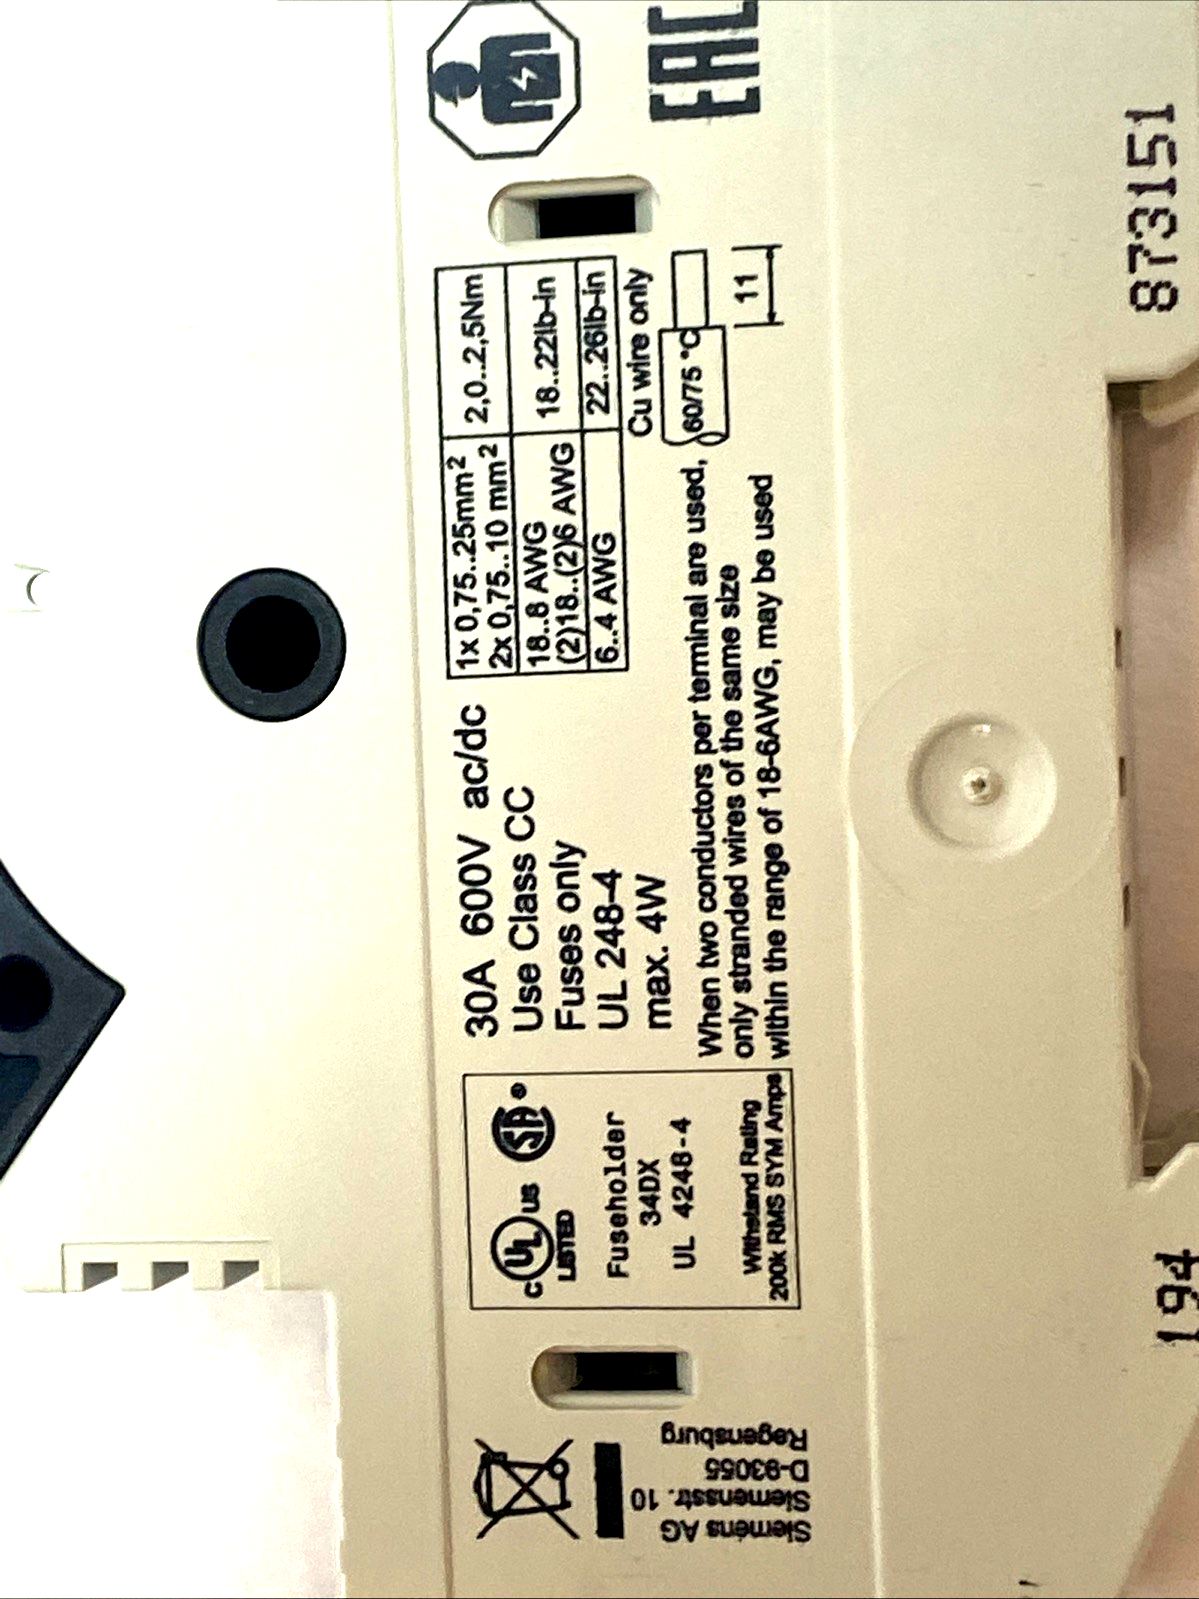 Siemens AG
Siemensstr. 10
D-93055
Regensburg
c UL us
LISTED
SA ®
Fuseholder
34DX
UL 4248-4
Withstand Rating
200k RMS SYM Amps
30A 600V ac/dc
Use Class CC
Fuses only
UL 248-4
max. 4W
1x 0,75..25mm² 2,0..2,5Nm
2x 0,75..10 mm²
18..8 AWG 18..22lb-in
(2)18..(2)6 AWG
6..4 AWG 22..26lb-in
Cu wire only
60/75 °C
11
When two conductors per terminal are used,
only stranded wires of the same size
within the range of 18-6AWG, may be used
EAC
194
873151